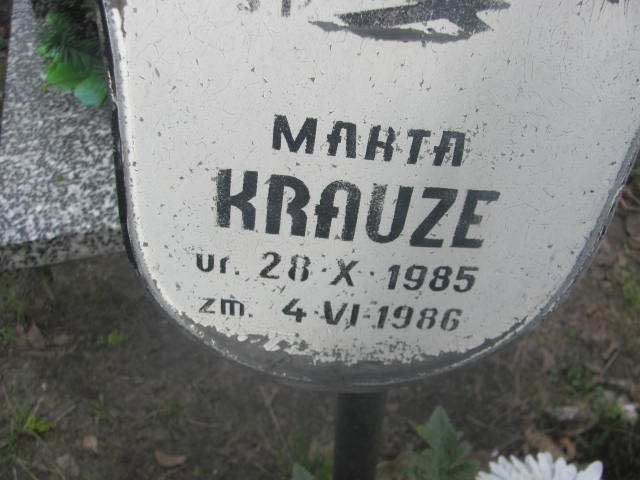 MARTA
KRAUZE
ur. 28·X·1985
zm. 4·VI·1986